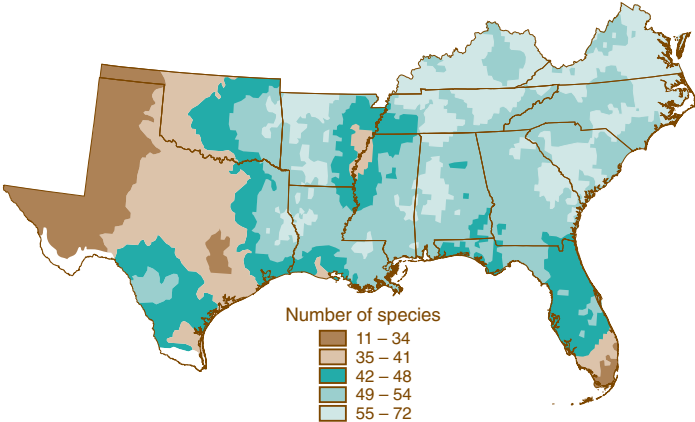 Number of species
11 – 34
35 – 41
42 – 48
49 – 54
55 – 72